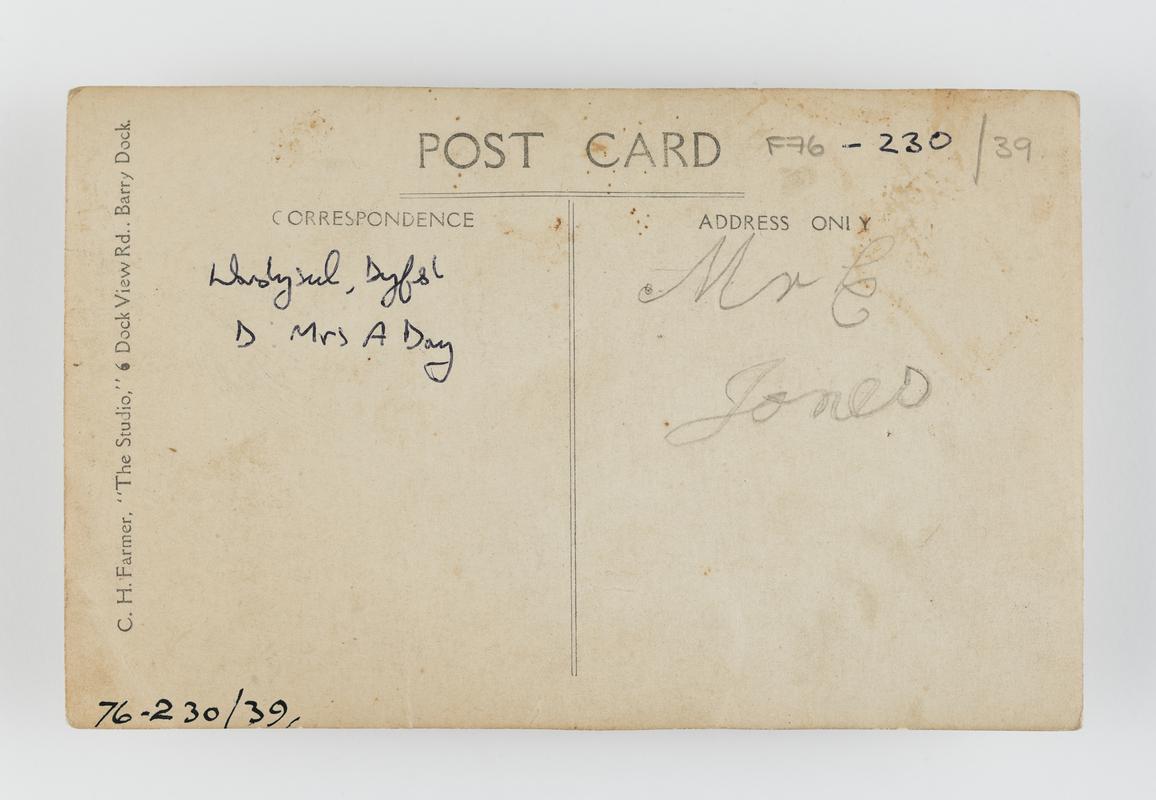 POST CARD
F76 - 230 / 39
CORRESPONDENCE
ADDRESS ONLY
Llandysul, Dyfed
D Mrs A Day
Mr C
Jones
C. H. Farmer, "The Studio," 6 Dock View Rd., Barry Dock.
76-230/39